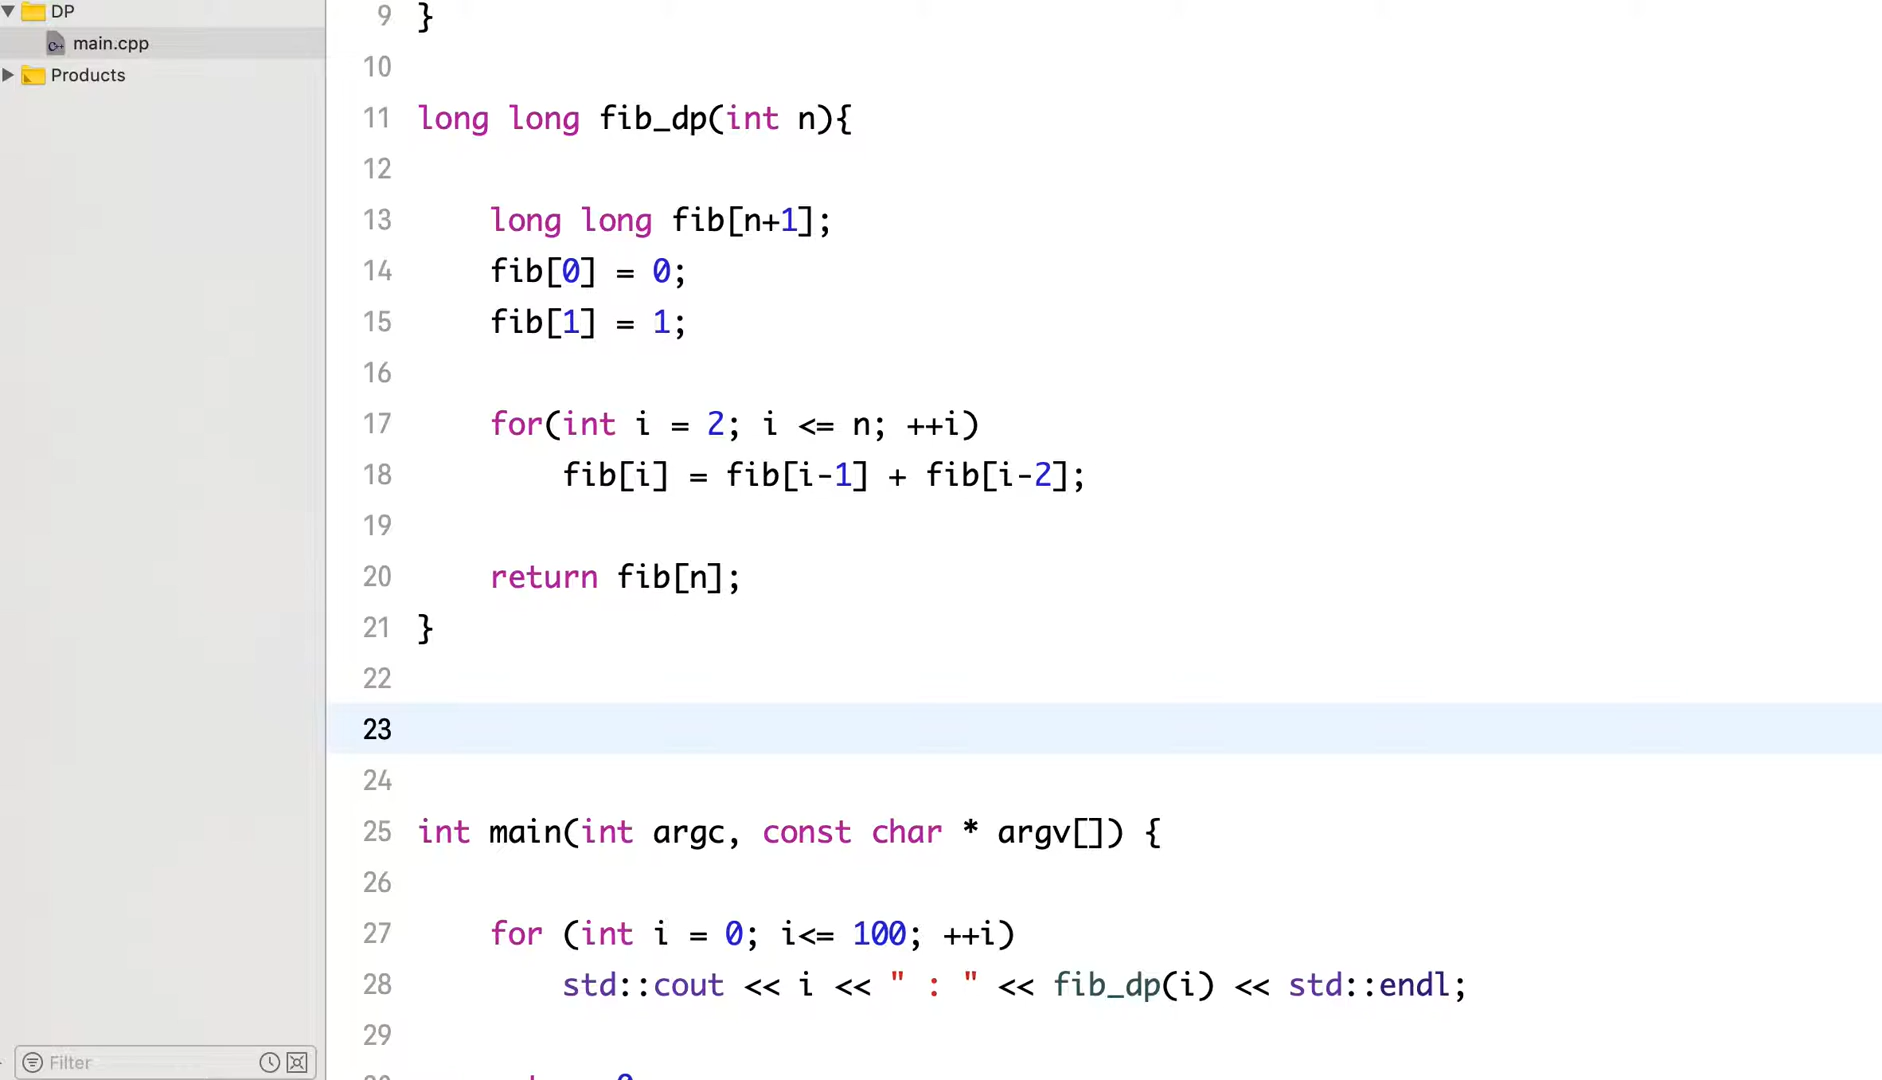 DP
main.cpp
Products
9 }
10
11 long long fib_dp(int n){
12
13     long long fib[n+1];
14     fib[0] = 0;
15     fib[1] = 1;
16
17     for(int i = 2; i <= n; ++i)
18         fib[i] = fib[i-1] + fib[i-2];
19
20     return fib[n];
21 }
22
23
24
25 int main(int argc, const char * argv[]) {
26
27     for (int i = 0; i<= 100; ++i)
28         std::cout << i << " : " << fib_dp(i) << std::endl;
29
Filter